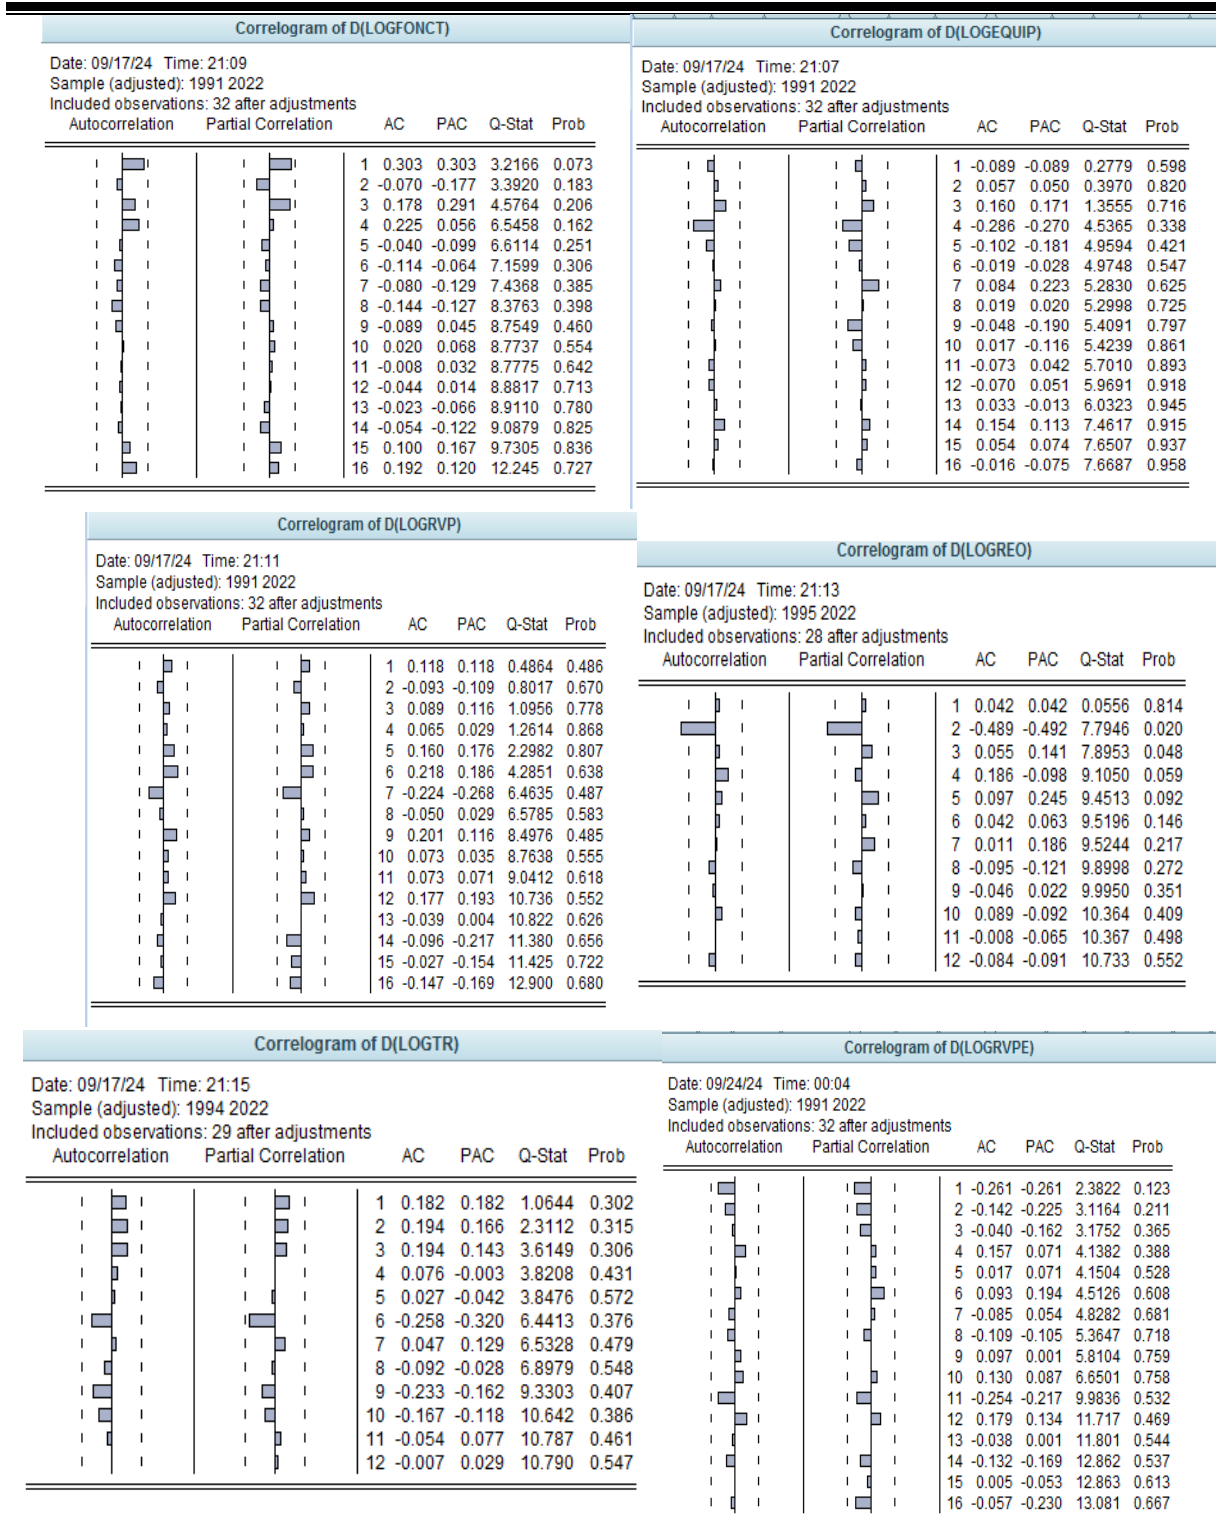 Correlogram of D(LOGFONCT)
Date: 09/17/24 Time: 21:09
Sample (adjusted): 1991 2022
Included observations: 32 after adjustments
Autocorrelation Partial Correlation AC PAC Q-Stat Prob
1 0.303 0.303 3.2166 0.073
2 -0.070 -0.177 3.3920 0.183
3 0.178 0.291 4.5764 0.206
4 0.225 0.056 6.5458 0.162
5 -0.040 -0.099 6.6114 0.251
6 -0.114 -0.064 7.1599 0.306
7 -0.080 -0.129 7.4368 0.385
8 -0.144 -0.127 8.3763 0.398
9 -0.089 0.045 8.7549 0.460
10 0.020 0.068 8.7737 0.554
11 -0.008 0.032 8.7775 0.642
12 -0.044 0.014 8.8817 0.713
13 -0.023 -0.066 8.9110 0.780
14 -0.054 -0.122 9.0879 0.825
15 0.100 0.167 9.7305 0.836
16 0.192 0.120 12.245 0.727
Correlogram of D(LOGEQUIP)
Date: 09/17/24 Time: 21:07
Sample (adjusted): 1991 2022
Included observations: 32 after adjustments
Autocorrelation Partial Correlation AC PAC Q-Stat Prob
1 -0.089 -0.089 0.2779 0.598
2 0.057 0.050 0.3970 0.820
3 0.160 0.171 1.3555 0.716
4 -0.286 -0.270 4.5365 0.338
5 -0.102 -0.181 4.9594 0.421
6 -0.019 -0.028 4.9748 0.547
7 0.084 0.223 5.2830 0.625
8 0.019 0.020 5.2998 0.725
9 -0.048 -0.190 5.4091 0.797
10 0.017 -0.116 5.4239 0.861
11 -0.073 0.042 5.7010 0.893
12 -0.070 0.051 5.9691 0.918
13 0.033 -0.013 6.0323 0.945
14 0.154 0.113 7.4617 0.915
15 0.054 0.074 7.6507 0.937
16 -0.016 -0.075 7.6687 0.958
Correlogram of D(LOGRVP)
Date: 09/17/24 Time: 21:11
Sample (adjusted): 1991 2022
Included observations: 32 after adjustments
Autocorrelation Partial Correlation AC PAC Q-Stat Prob
1 0.118 0.118 0.4864 0.486
2 -0.093 -0.109 0.8017 0.670
3 0.089 0.116 1.0956 0.778
4 0.065 0.029 1.2614 0.868
5 0.160 0.176 2.2982 0.807
6 0.218 0.186 4.2851 0.638
7 -0.224 -0.268 6.4635 0.487
8 -0.050 0.029 6.5785 0.583
9 0.201 0.116 8.4976 0.485
10 0.073 0.035 8.7638 0.555
11 0.073 0.071 9.0412 0.618
12 0.177 0.193 10.736 0.552
13 -0.039 0.004 10.822 0.626
14 -0.096 -0.217 11.380 0.656
15 -0.027 -0.154 11.425 0.722
16 -0.147 -0.169 12.900 0.680
Correlogram of D(LOGREO)
Date: 09/17/24 Time: 21:13
Sample (adjusted): 1995 2022
Included observations: 28 after adjustments
Autocorrelation Partial Correlation AC PAC Q-Stat Prob
1 0.042 0.042 0.0556 0.814
2 -0.489 -0.492 7.7946 0.020
3 0.055 0.141 7.8953 0.048
4 0.186 -0.098 9.1050 0.059
5 0.097 0.245 9.4513 0.092
6 0.042 0.063 9.5196 0.146
7 0.011 0.186 9.5244 0.217
8 -0.095 -0.121 9.8998 0.272
9 -0.046 0.022 9.9950 0.351
10 0.089 -0.092 10.364 0.409
11 -0.008 -0.065 10.367 0.498
12 -0.084 -0.091 10.733 0.552
Correlogram of D(LOGTR)
Date: 09/17/24 Time: 21:15
Sample (adjusted): 1994 2022
Included observations: 29 after adjustments
Autocorrelation Partial Correlation AC PAC Q-Stat Prob
1 0.182 0.182 1.0644 0.302
2 0.194 0.166 2.3112 0.315
3 0.194 0.143 3.6149 0.306
4 0.076 -0.003 3.8208 0.431
5 0.027 -0.042 3.8476 0.572
6 -0.258 -0.320 6.4413 0.376
7 0.047 0.129 6.5328 0.479
8 -0.092 -0.028 6.8979 0.548
9 -0.233 -0.162 9.3303 0.407
10 -0.167 -0.118 10.642 0.386
11 -0.054 0.077 10.787 0.461
12 -0.007 0.029 10.790 0.547
Correlogram of D(LOGRVPE)
Date: 09/24/24 Time: 00:04
Sample (adjusted): 1991 2022
Included observations: 32 after adjustments
Autocorrelation Partial Correlation AC PAC Q-Stat Prob
1 -0.261 -0.261 2.3822 0.123
2 -0.142 -0.225 3.1164 0.211
3 -0.040 -0.162 3.1752 0.365
4 0.157 0.071 4.1382 0.388
5 0.017 0.071 4.1504 0.528
6 0.093 0.194 4.5126 0.608
7 -0.085 0.054 4.8282 0.681
8 -0.109 -0.105 5.3647 0.718
9 0.097 0.001 5.8104 0.759
10 0.130 0.087 6.6501 0.758
11 -0.254 -0.217 9.9836 0.532
12 0.179 0.134 11.717 0.469
13 -0.038 0.001 11.801 0.544
14 -0.132 -0.169 12.862 0.537
15 0.005 -0.053 12.863 0.613
16 -0.057 -0.230 13.081 0.667